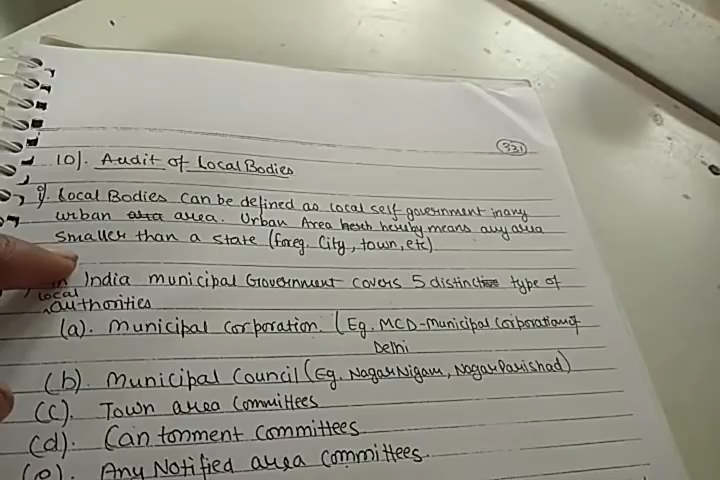 321
10). Audit of Local Bodies
i). Local Bodies can be defined as local self government in any
urban area. Urban Area hereby means any area
smaller than a state (for eg. City, town, etc)
In India municipal Government covers 5 distinct type of
local authorities
(a). Municipal Corporation. (Eg. MCD-Municipal Corporation of
Delhi
(b). Municipal Council (Eg. Nagar Nigam, Nagar Parishad)
(c). Town area Committees
(d). Cantonment Committees
(e). Any Notified area committees.